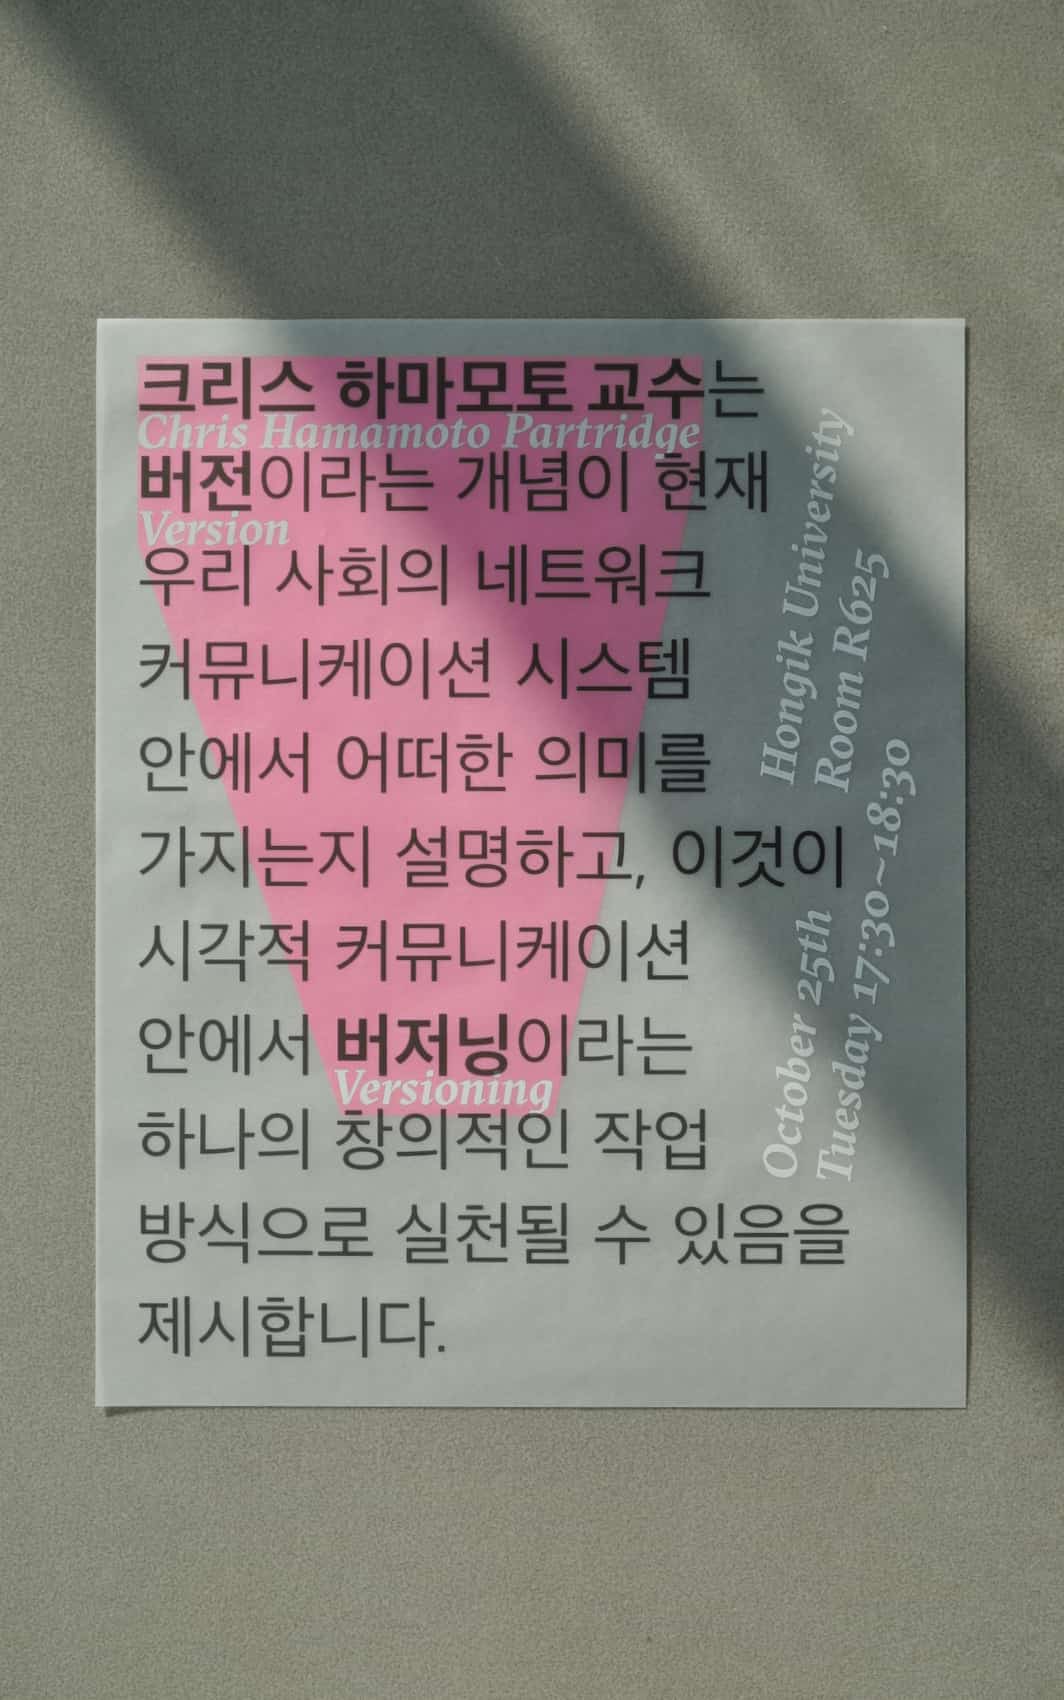 크리스 하마모토 교수는
Chris Hamamoto Partridge
버전이라는 개념이 현재
Version
우리 사회의 네트워크
커뮤니케이션 시스템
안에서 어떠한 의미를
가지는지 설명하고, 이것이
시각적 커뮤니케이션
안에서 버저닝이라는
Versioning
하나의 창의적인 작업
방식으로 실천될 수 있음을
제시합니다.
Hongik University
Room R625
October 25th
Tuesday 17:30~18:30